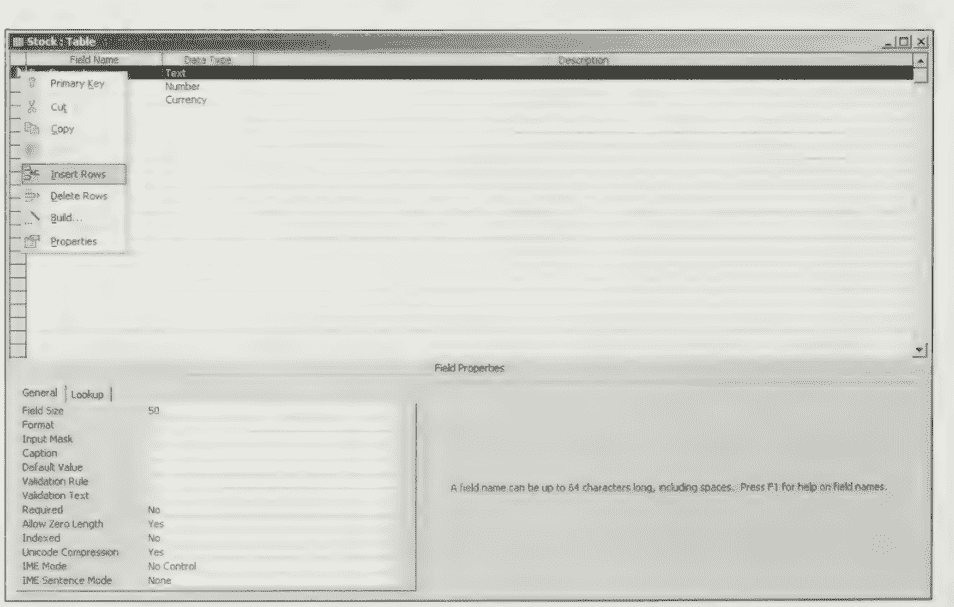 Stock : Table
Field Name Data Type Description
Text
Primary Key Number
Currency
Cut
Copy
Insert Rows
Delete Rows
Build...
Properties
Field Properties
General Lookup
Field Size 50
Format
Input Mask
Caption
Default Value
Validation Rule
Validation Text
Required No
Allow Zero Length Yes
Indexed No
Unicode Compression Yes
IME Mode No Control
IME Sentence Mode None
A field name can be up to 64 characters long, including spaces. Press F1 for help on field names.